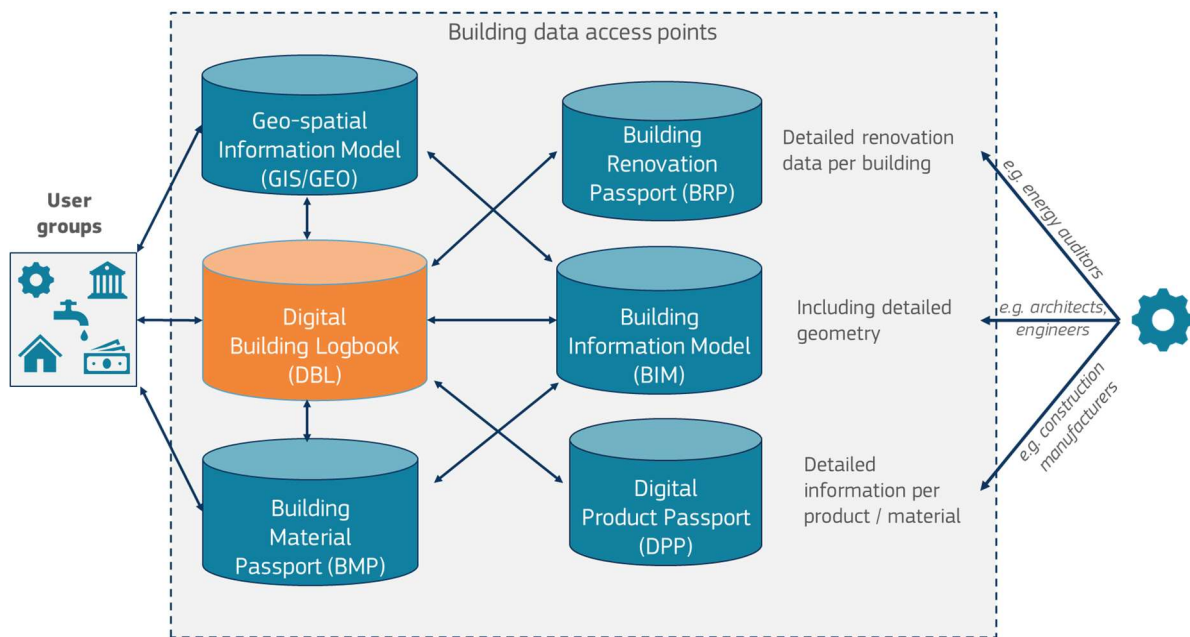 Building data access points
User
groups
Geo-spatial
Information Model
(GIS/GEO)
Digital
Building Logbook
(DBL)
Building
Material
Passport (BMP)
Building
Renovation
Passport (BRP)
Building
Information Model
(BIM)
Digital
Product Passport
(DPP)
Detailed renovation
data per building
Including detailed
geometry
Detailed
information per
product / material
e.g. energy auditors
e.g. architects,
engineers
e.g. construction
manufacturers